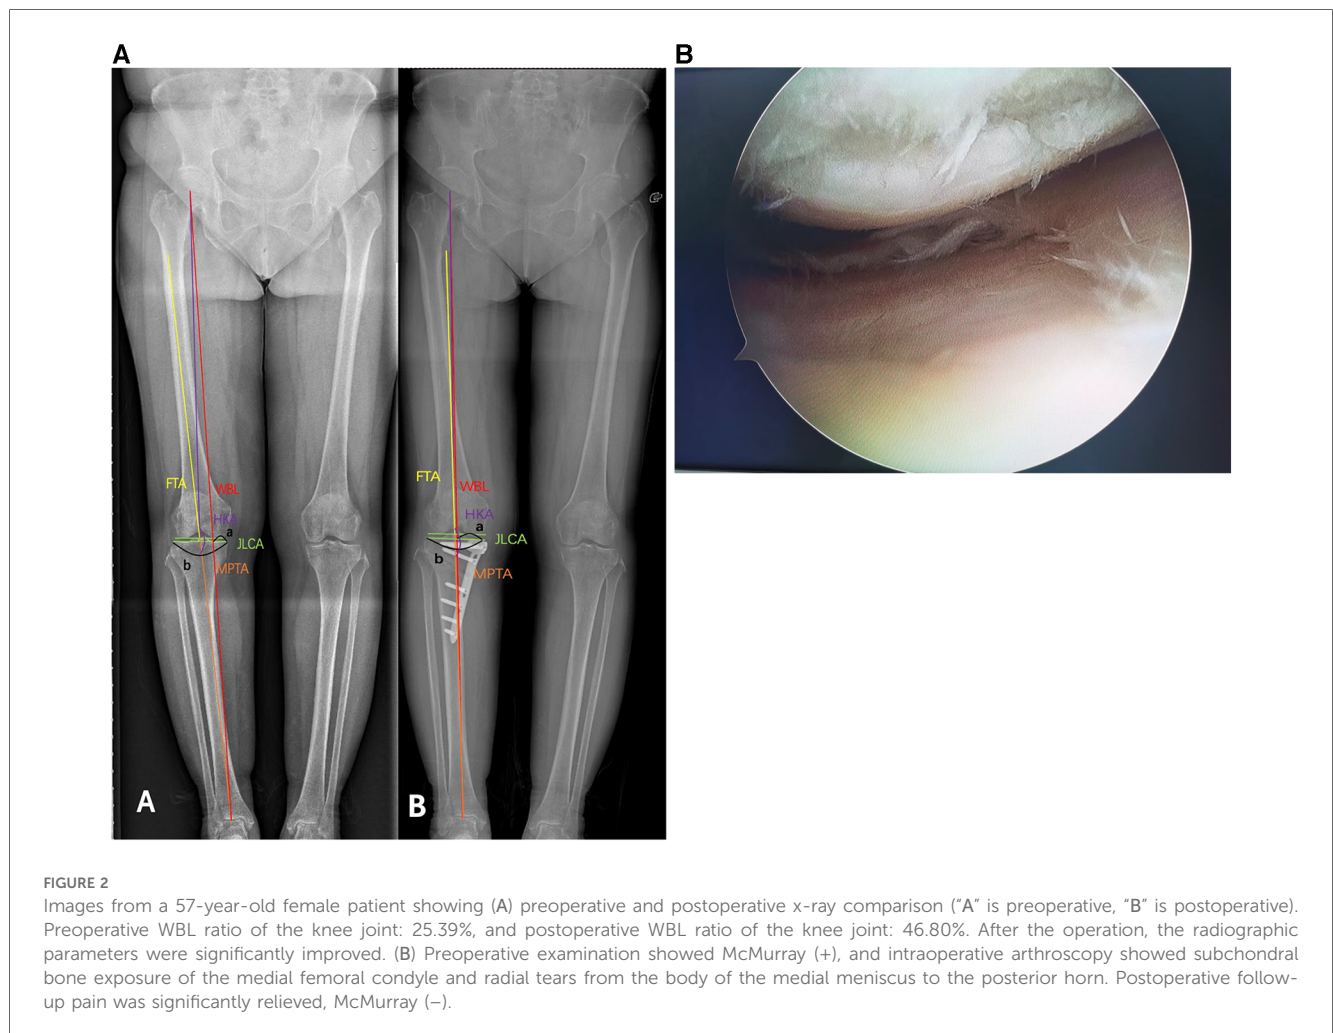 A
B
FTA
WBL
HKA
a
JLCA
b
MPTA
A
FTA
WBL
HKA
a
JLCA
b
MPTA
B
FIGURE 2
Images from a 57-year-old female patient showing (A) preoperative and postoperative x-ray comparison (“A” is preoperative, “B” is postoperative).
Preoperative WBL ratio of the knee joint: 25.39%, and postoperative WBL ratio of the knee joint: 46.80%. After the operation, the radiographic
parameters were significantly improved. (B) Preoperative examination showed McMurray (+), and intraoperative arthroscopy showed subchondral
bone exposure of the medial femoral condyle and radial tears from the body of the medial meniscus to the posterior horn. Postoperative follow-
up pain was significantly relieved, McMurray (−).